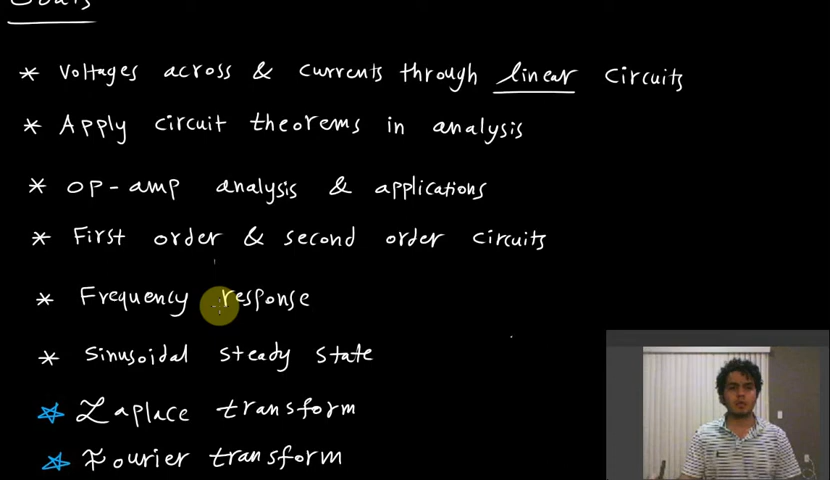 Goals
* Voltages across & currents through linear circuits
* Apply circuit theorems in analysis
* OP-amp analysis & applications
* First order & second order circuits
* Frequency response
* Sinusoidal steady state
☆ Laplace transform
☆ Fourier transform